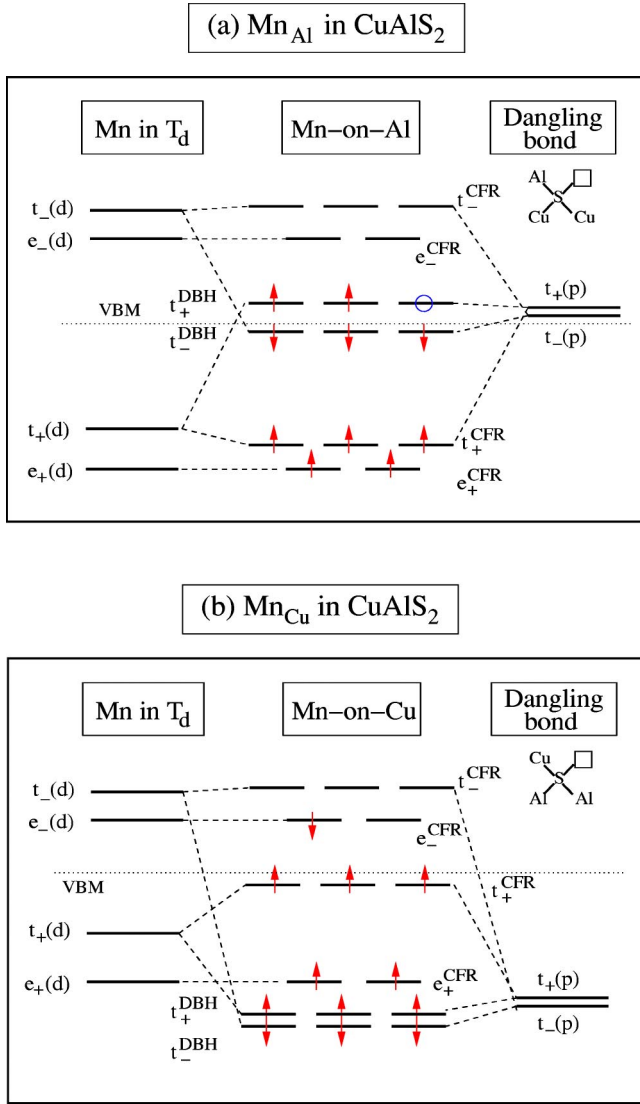 (a) Mn_Al in CuAlS_2
Mn in T_d
Mn-on-Al
Dangling bond
Al
S
Cu Cu
t_-(d)
t_-^CFR
e_-(d)
e_-^CFR
VBM
t_+^DBH
t_+(p)
t_-^DBH
t_-(p)
t_+(d)
t_+^CFR
e_+(d)
e_+^CFR
(b) Mn_Cu in CuAlS_2
Mn in T_d
Mn-on-Cu
Dangling bond
Cu
S
Al Al
t_-(d)
t_-^CFR
e_-(d)
e_-^CFR
VBM
t_+^CFR
t_+(d)
e_+(d)
e_+^CFR
t_+^DBH
t_+(p)
t_-^DBH
t_-(p)